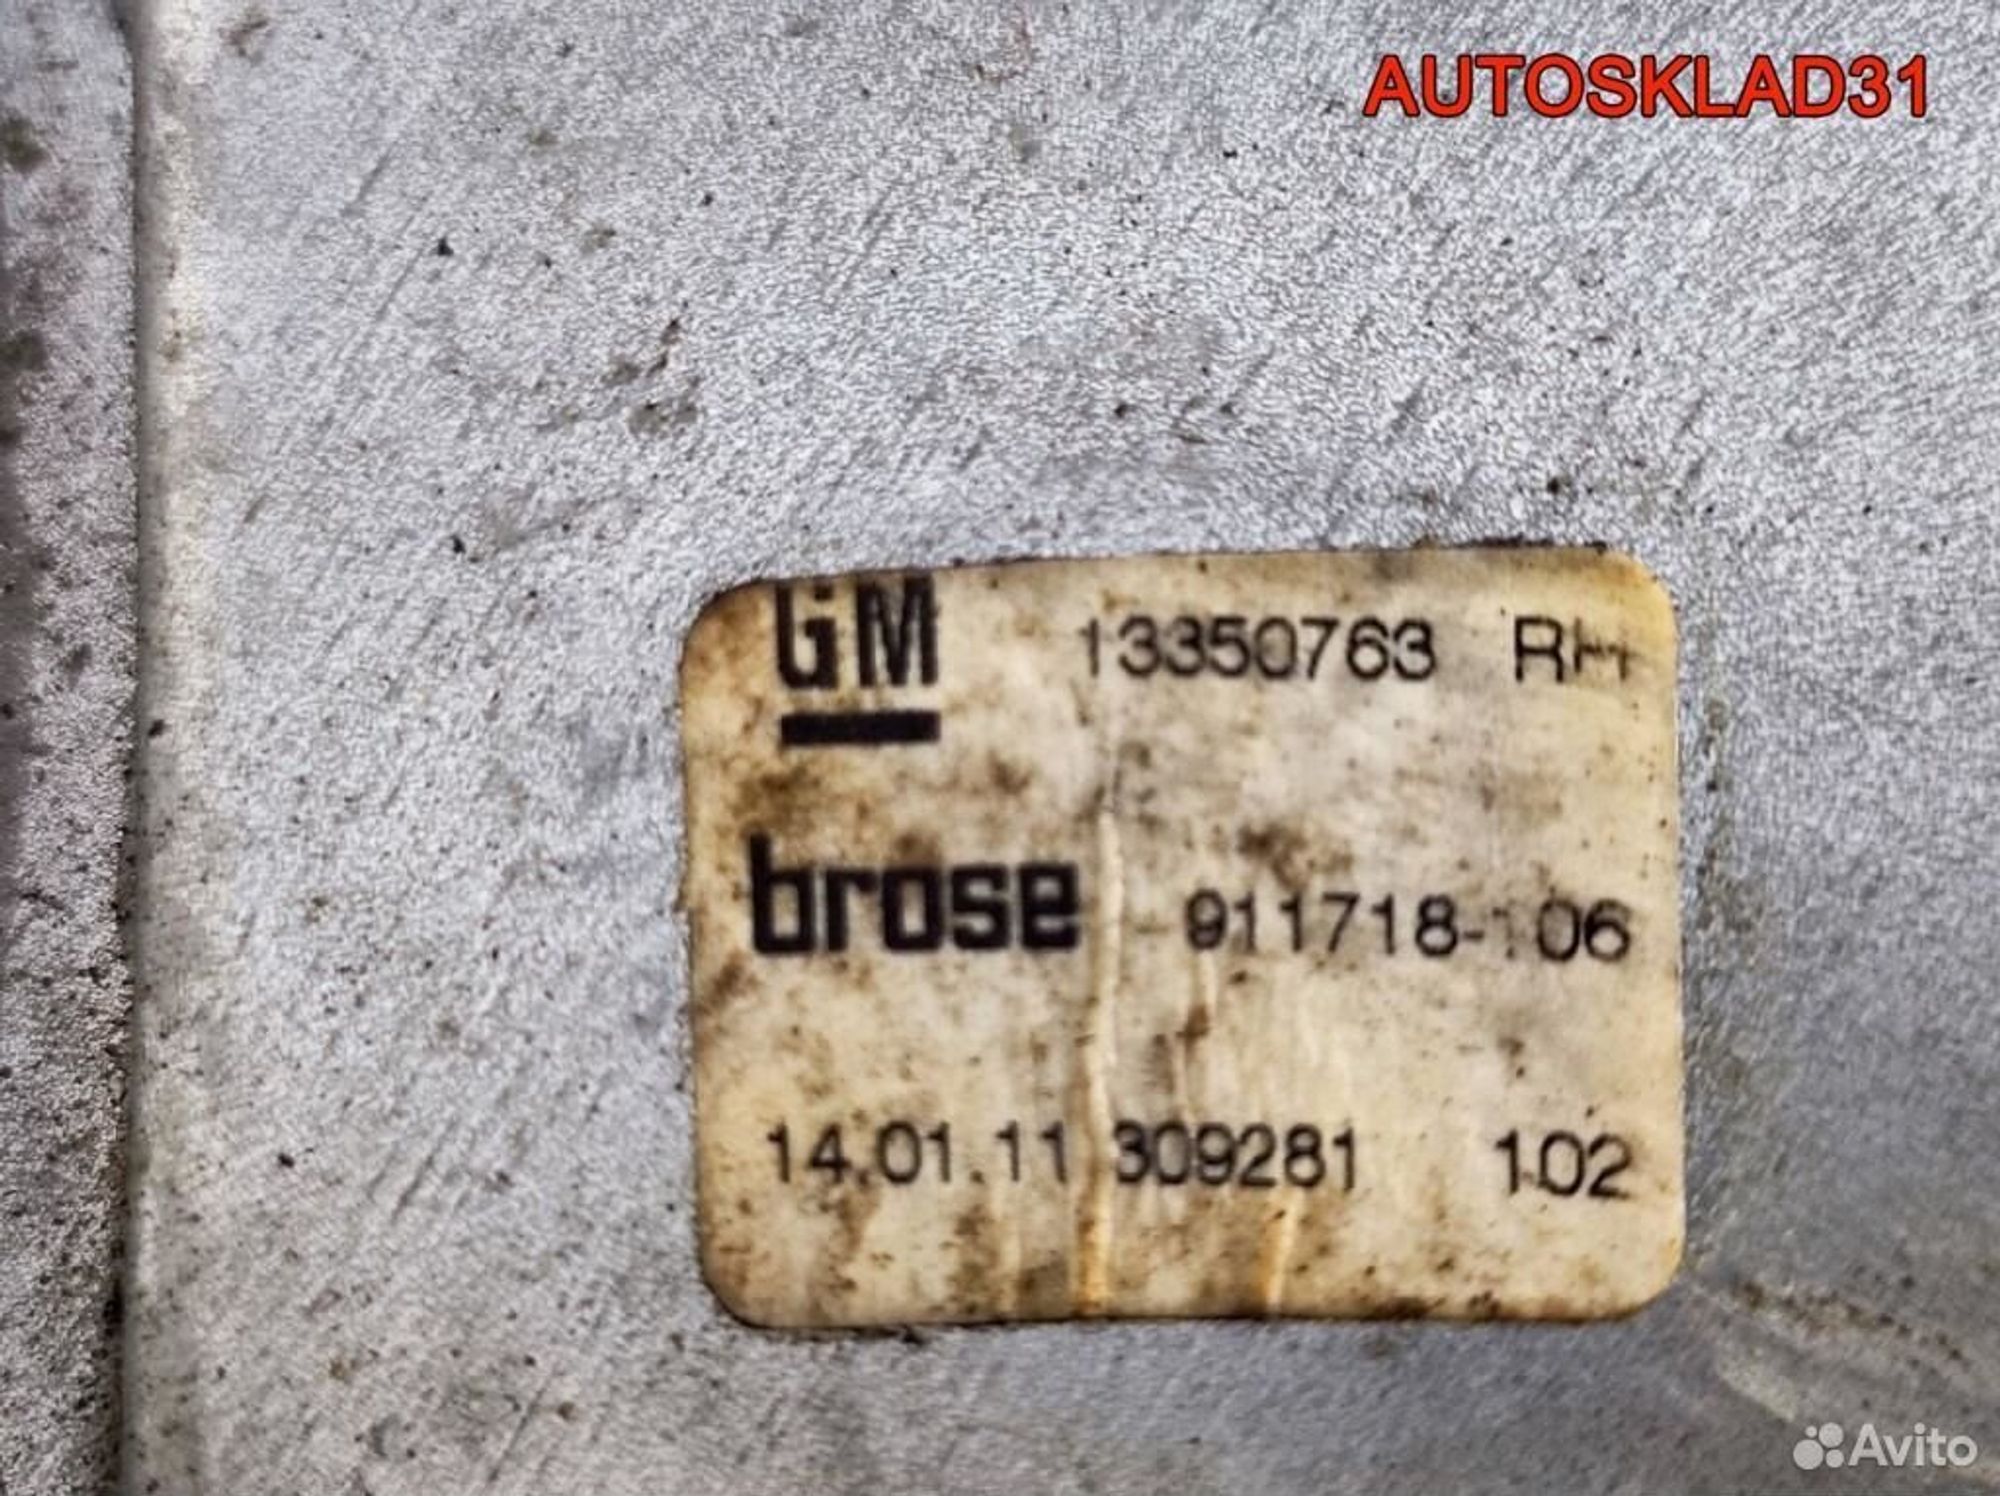 AUTOSKLAD31
GM 13350763 RH
brose 911718-106
14.01.11 309281 102
Avito